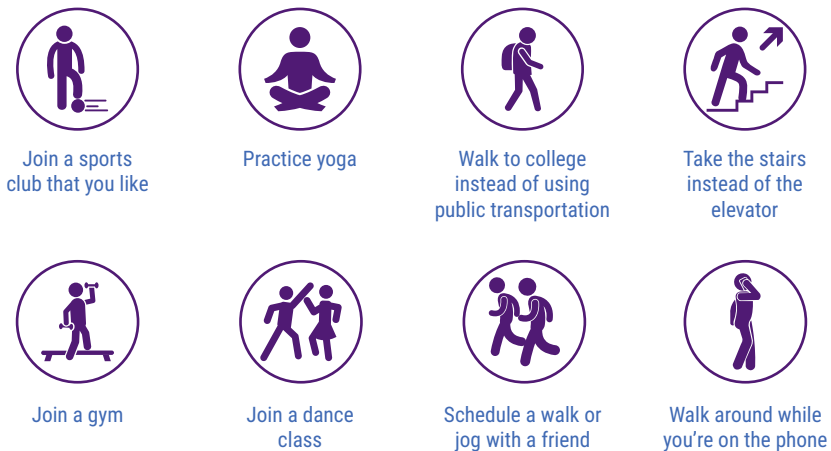 Join a sports
club that you like
Practice yoga
Walk to college
instead of using
public transportation
Take the stairs
instead of the
elevator
Join a gym
Join a dance
class
Schedule a walk or
jog with a friend
Walk around while
you’re on the phone